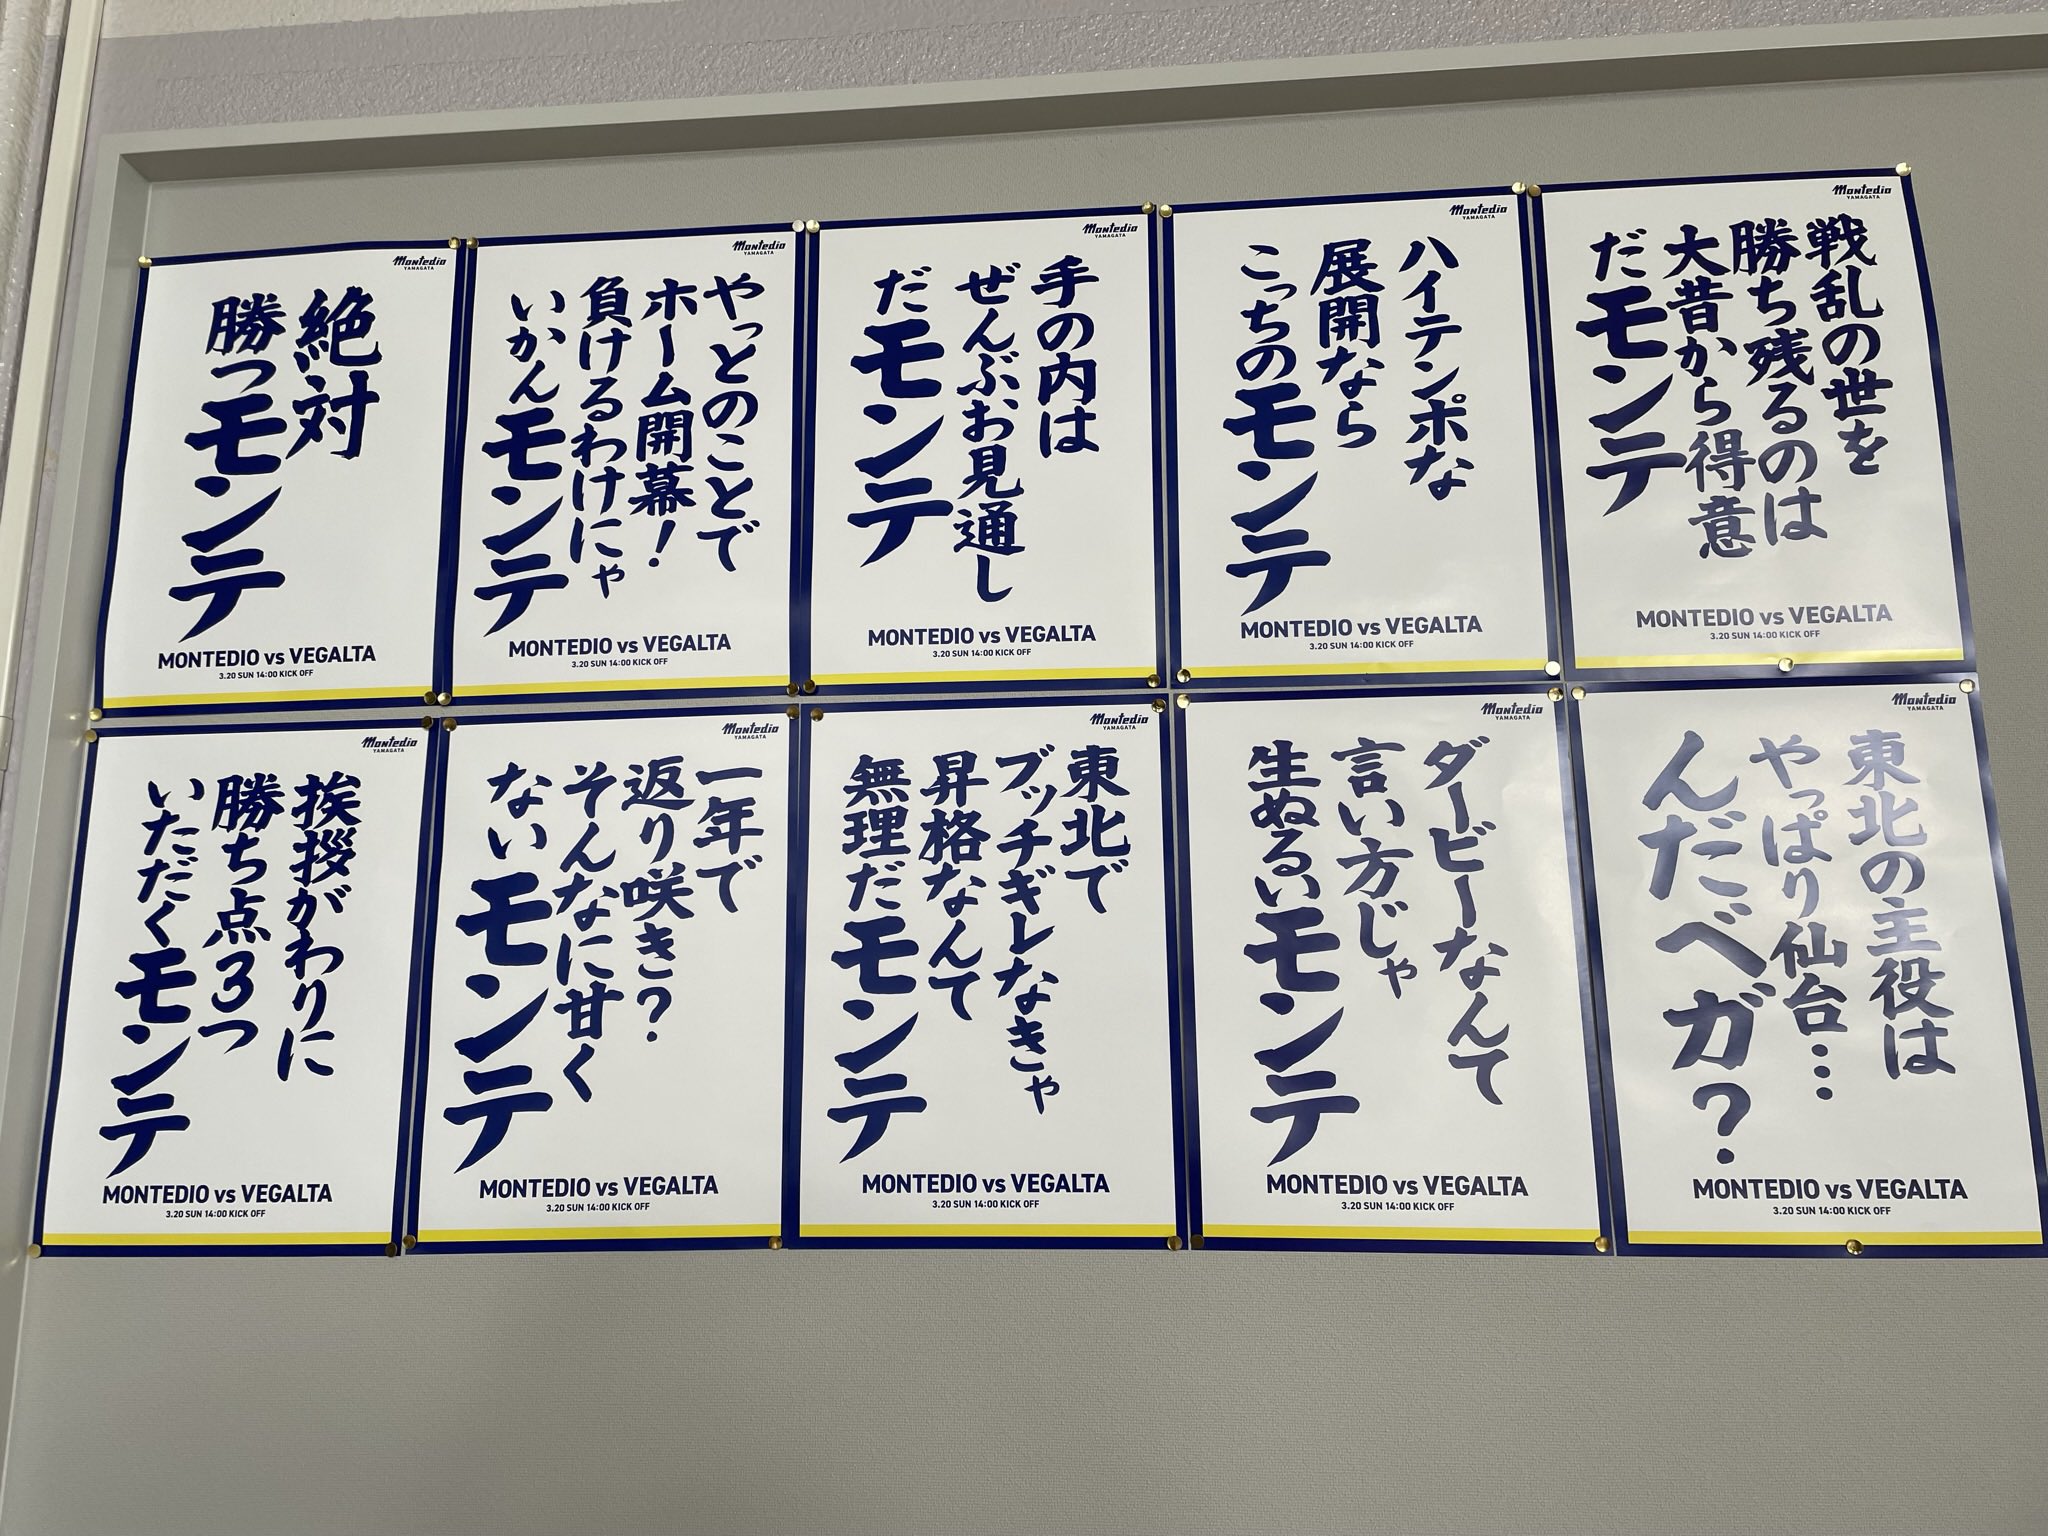 Montedio
YAMAGATA
絶対
勝つモンテ
MONTEDIO vs VEGALTA
3.20 SUN 14:00 KICK OFF
Montedio
YAMAGATA
やっとのことで
ホーム開幕！
負けるわけにゃ
いかんモンテ
MONTEDIO vs VEGALTA
3.20 SUN 14:00 KICK OFF
Montedio
YAMAGATA
手の内は
ぜんぶお見通し
だモンテ
MONTEDIO vs VEGALTA
3.20 SUN 14:00 KICK OFF
Montedio
YAMAGATA
ハイテンポな
展開なら
こっちのモンテ
MONTEDIO vs VEGALTA
3.20 SUN 14:00 KICK OFF
Montedio
YAMAGATA
戦乱の世を
勝ち残るのは
大昔から得意
だモンテ
MONTEDIO vs VEGALTA
3.20 SUN 14:00 KICK OFF
Montedio
YAMAGATA
挨拶がわりに
勝ち点3つ
いただくモンテ
MONTEDIO vs VEGALTA
3.20 SUN 14:00 KICK OFF
Montedio
YAMAGATA
一年で
返り咲き？
そんなに甘く
ないモンテ
MONTEDIO vs VEGALTA
3.20 SUN 14:00 KICK OFF
Montedio
YAMAGATA
東北で
ブッチギレなきゃ
昇格なんて
無理だモンテ
MONTEDIO vs VEGALTA
3.20 SUN 14:00 KICK OFF
Montedio
YAMAGATA
ダービーなんて
言い方じゃ
生ぬるいモンテ
MONTEDIO vs VEGALTA
3.20 SUN 14:00 KICK OFF
Montedio
YAMAGATA
東北の主役は
やっぱり仙台…
んだべガ？
MONTEDIO vs VEGALTA
3.20 SUN 14:00 KICK OFF